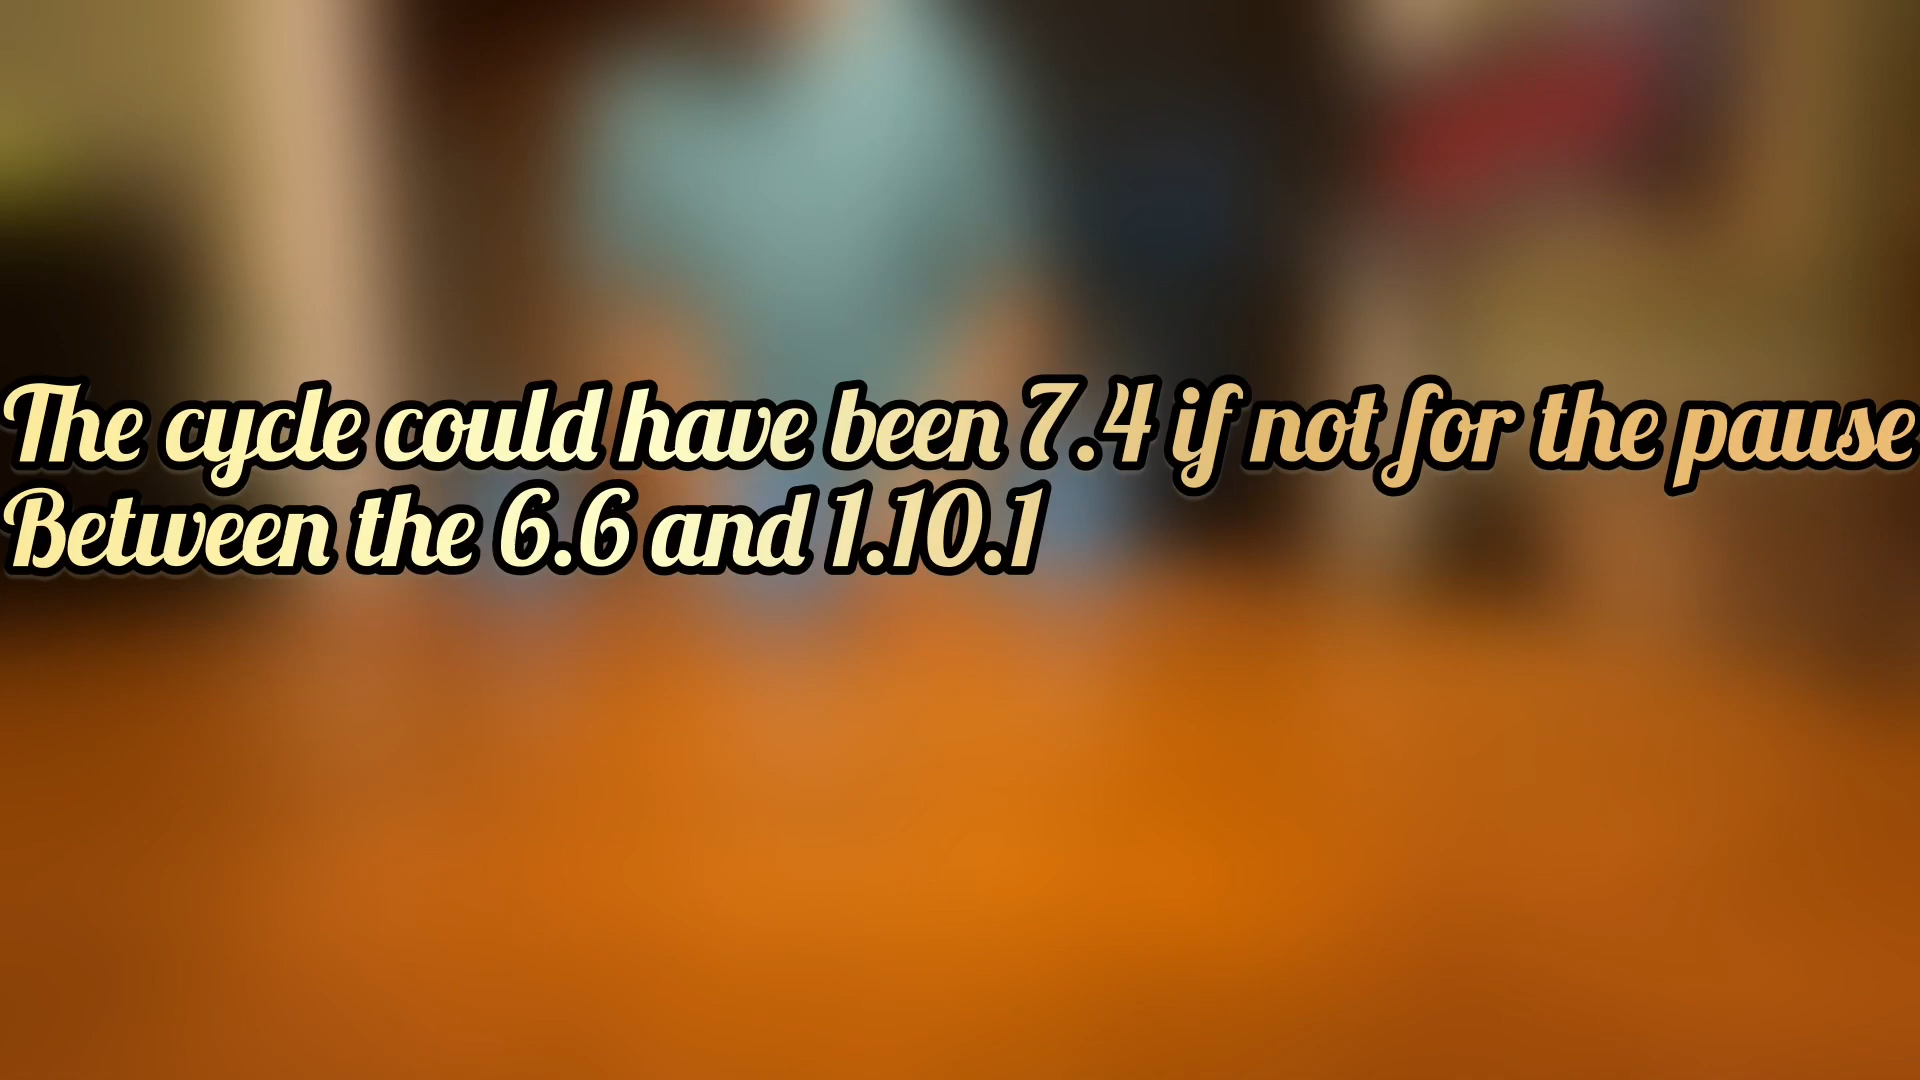 The cycle could have been 7.4 if not for the pause
Between the 6.6 and 1.10.1